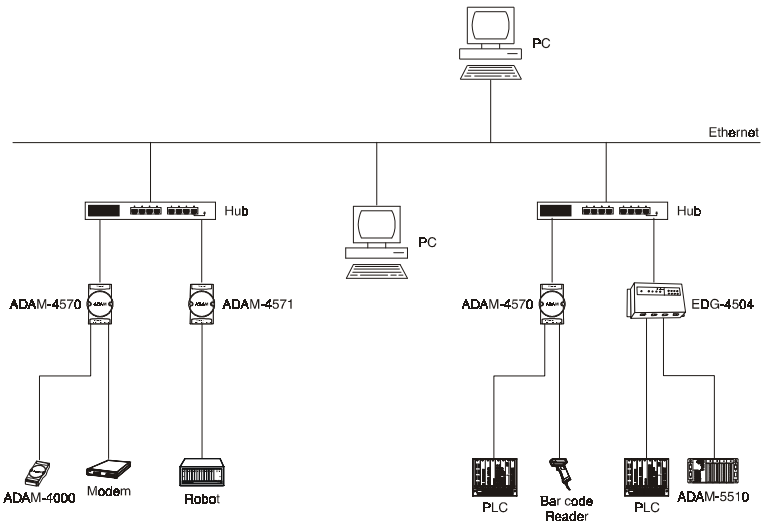 PC
Ethernet
Hub
PC
Hub
ADAM-4570
ADAM-4571
ADAM-4570
EDG-4504
ADAM-4000
Modem
Robot
PLC
Bar code
Reader
PLC
ADAM-5510